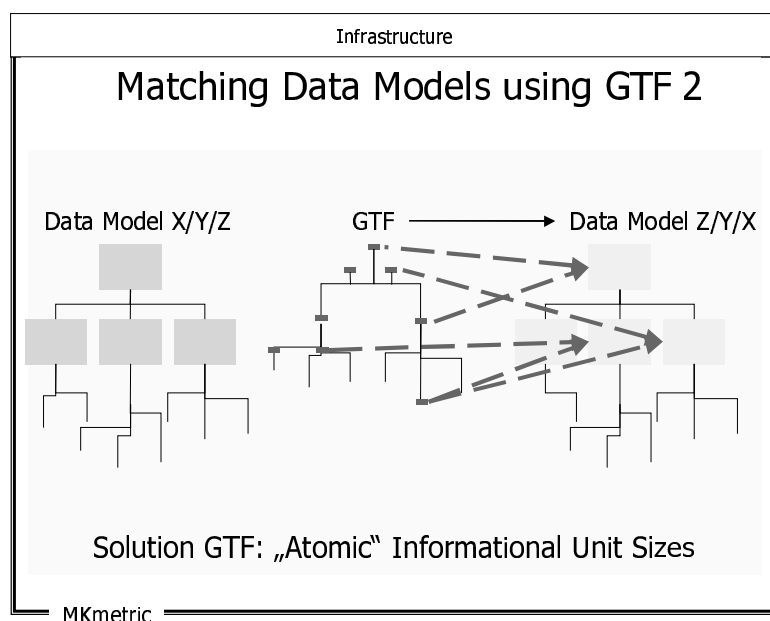 Infrastructure
Matching Data Models using GTF 2
Data Model X/Y/Z
GTF
Data Model Z/Y/X
Solution GTF: „Atomic“ Informational Unit Sizes
MKmetric